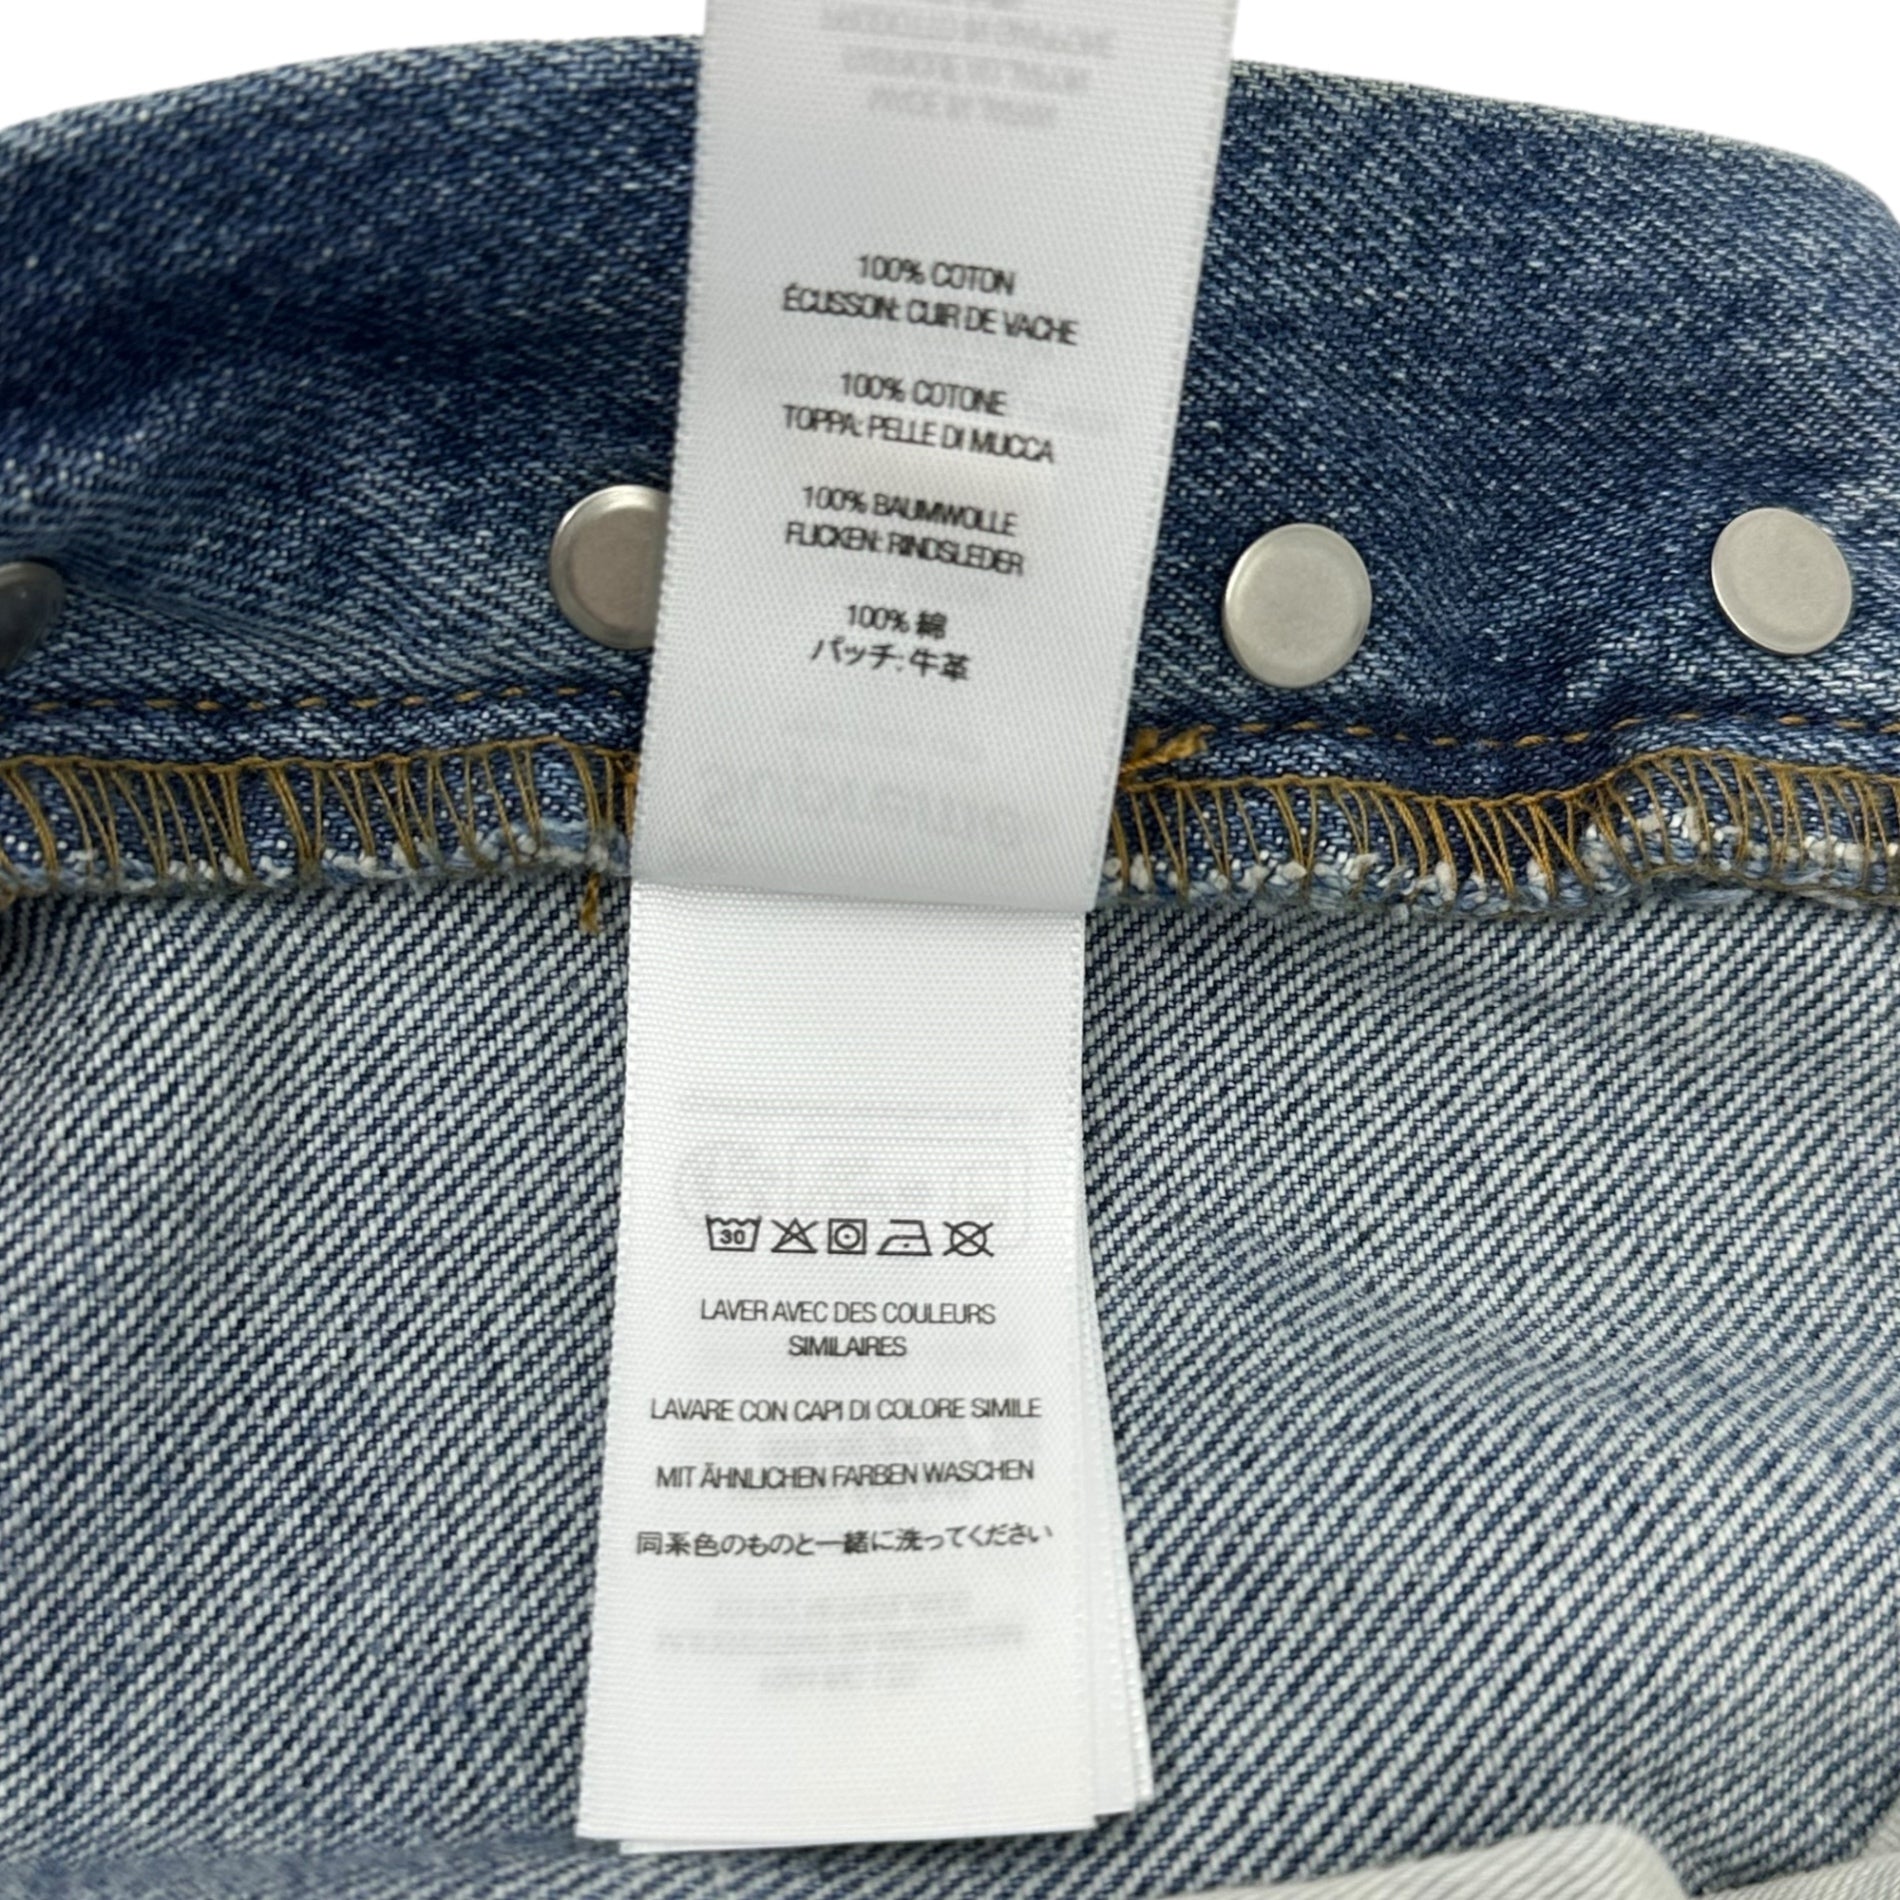 100% COTON
ÉCUSSON: CUIR DE VACHE
100% COTONE
TOPPA: PELLE DI MUCCA
100% BAUMWOLLE
FLICKEN: RINDSLEDER
100% 綿
パッチ: 牛革
30
LAVER AVEC DES COULEURS
SIMILAIRES
LAVARE CON CAPI DI COLORE SIMILE
MIT ÄHNLICHEN FARBEN WASCHEN
同系色のものと一緒に洗ってください